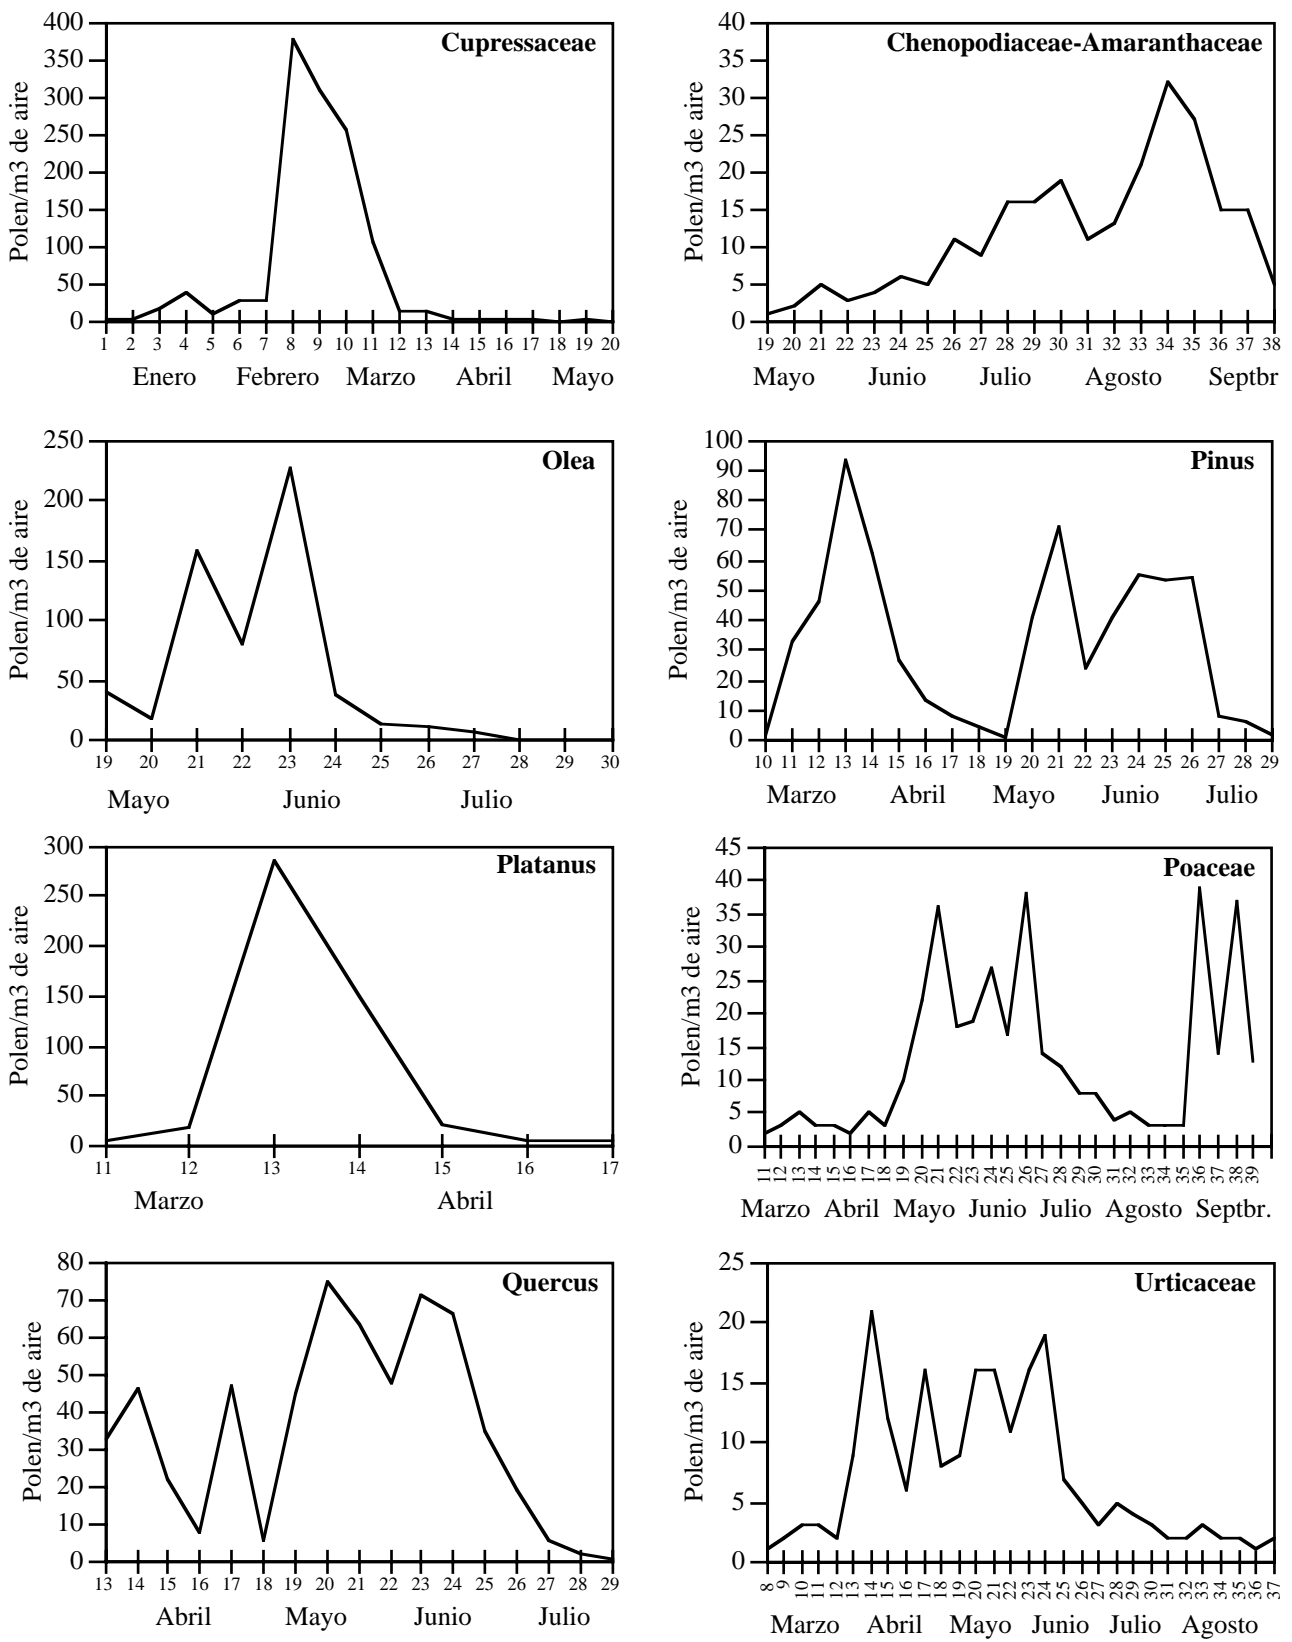 Cupressaceae
Polen/m3 de aire
400
350
300
250
200
150
100
50
0
1 2 3 4 5 6 7 8 9 10 11 12 13 14 15 16 17 18 19 20
Enero Febrero Marzo Abril Mayo
Chenopodiaceae-Amaranthaceae
Polen/m3 de aire
40
35
30
25
20
15
10
5
0
19 20 21 22 23 24 25 26 27 28 29 30 31 32 33 34 35 36 37 38
Mayo Junio Julio Agosto Septbr
Olea
Polen/m3 de aire
250
200
150
100
50
0
19 20 21 22 23 24 25 26 27 28 29 30
Mayo Junio Julio
Pinus
Polen/m3 de aire
100
90
80
70
60
50
40
30
20
10
0
10 11 12 13 14 15 16 17 18 19 20 21 22 23 24 25 26 27 28 29
Marzo Abril Mayo Junio Julio
Platanus
Polen/m3 de aire
300
250
200
150
100
50
0
11 12 13 14 15 16 17
Marzo Abril
Poaceae
Polen/m3 de aire
45
40
35
30
25
20
15
10
5
0
11 12 13 14 15 16 17 18 19 20 21 22 23 24 25 26 27 28 29 30 31 32 33 34 35 36 37 38 39
Marzo Abril Mayo Junio Julio Agosto Septbr.
Quercus
Polen/m3 de aire
80
70
60
50
40
30
20
10
0
13 14 15 16 17 18 19 20 21 22 23 24 25 26 27 28 29
Abril Mayo Junio Julio
Urticaceae
Polen/m3 de aire
25
20
15
10
5
0
8 9 10 11 12 13 14 15 16 17 18 19 20 21 22 23 24 25 26 27 28 29 30 31 32 33 34 35 36 37
Marzo Abril Mayo Junio Julio Agosto